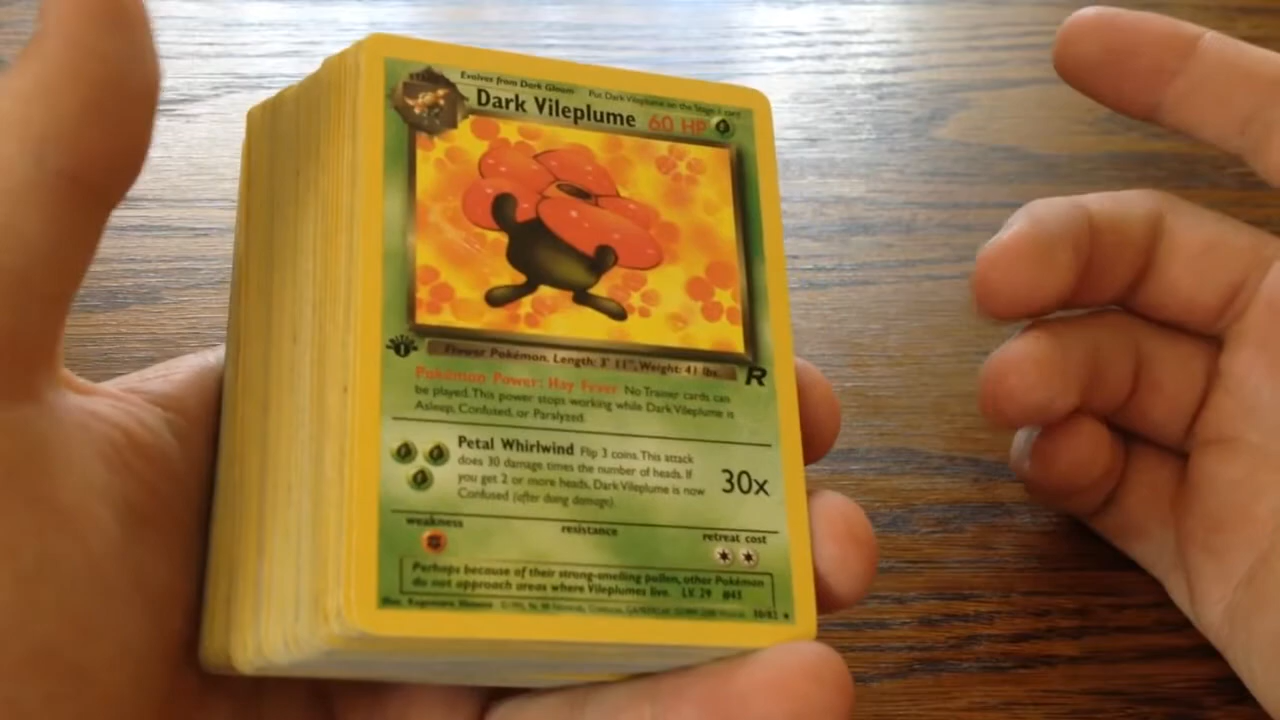 Evolves from Dark Gloom Put Dark Vileplume on the Stage 1 card
Dark Vileplume 60 HP
Flower Pokémon. Length: 3' 11", Weight: 41 lbs.
R
Pokémon Power: Hay Fever No Trainer cards can
be played. This power stops working while Dark Vileplume is
Asleep, Confused, or Paralyzed.
Petal Whirlwind Flip 3 coins. This attack
does 30 damage times the number of heads. If
you get 2 or more heads, Dark Vileplume is now
Confused (after doing damage).
30x
weakness resistance retreat cost
Perhaps because of their strong-smelling pollen, other Pokémon
do not approach areas where Vileplumes live. LV. 29 #45